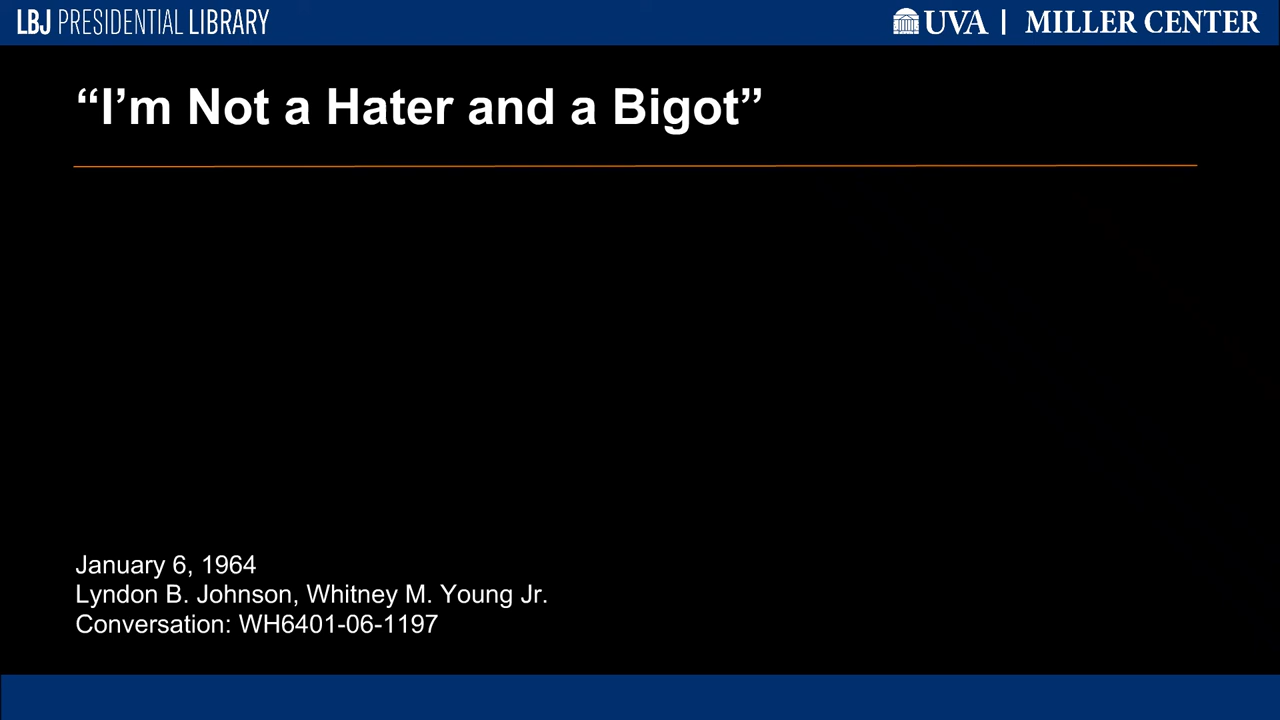 LBJ PRESIDENTIAL LIBRARY
UVA | MILLER CENTER
“I’m Not a Hater and a Bigot”
January 6, 1964
Lyndon B. Johnson, Whitney M. Young Jr.
Conversation: WH6401-06-1197